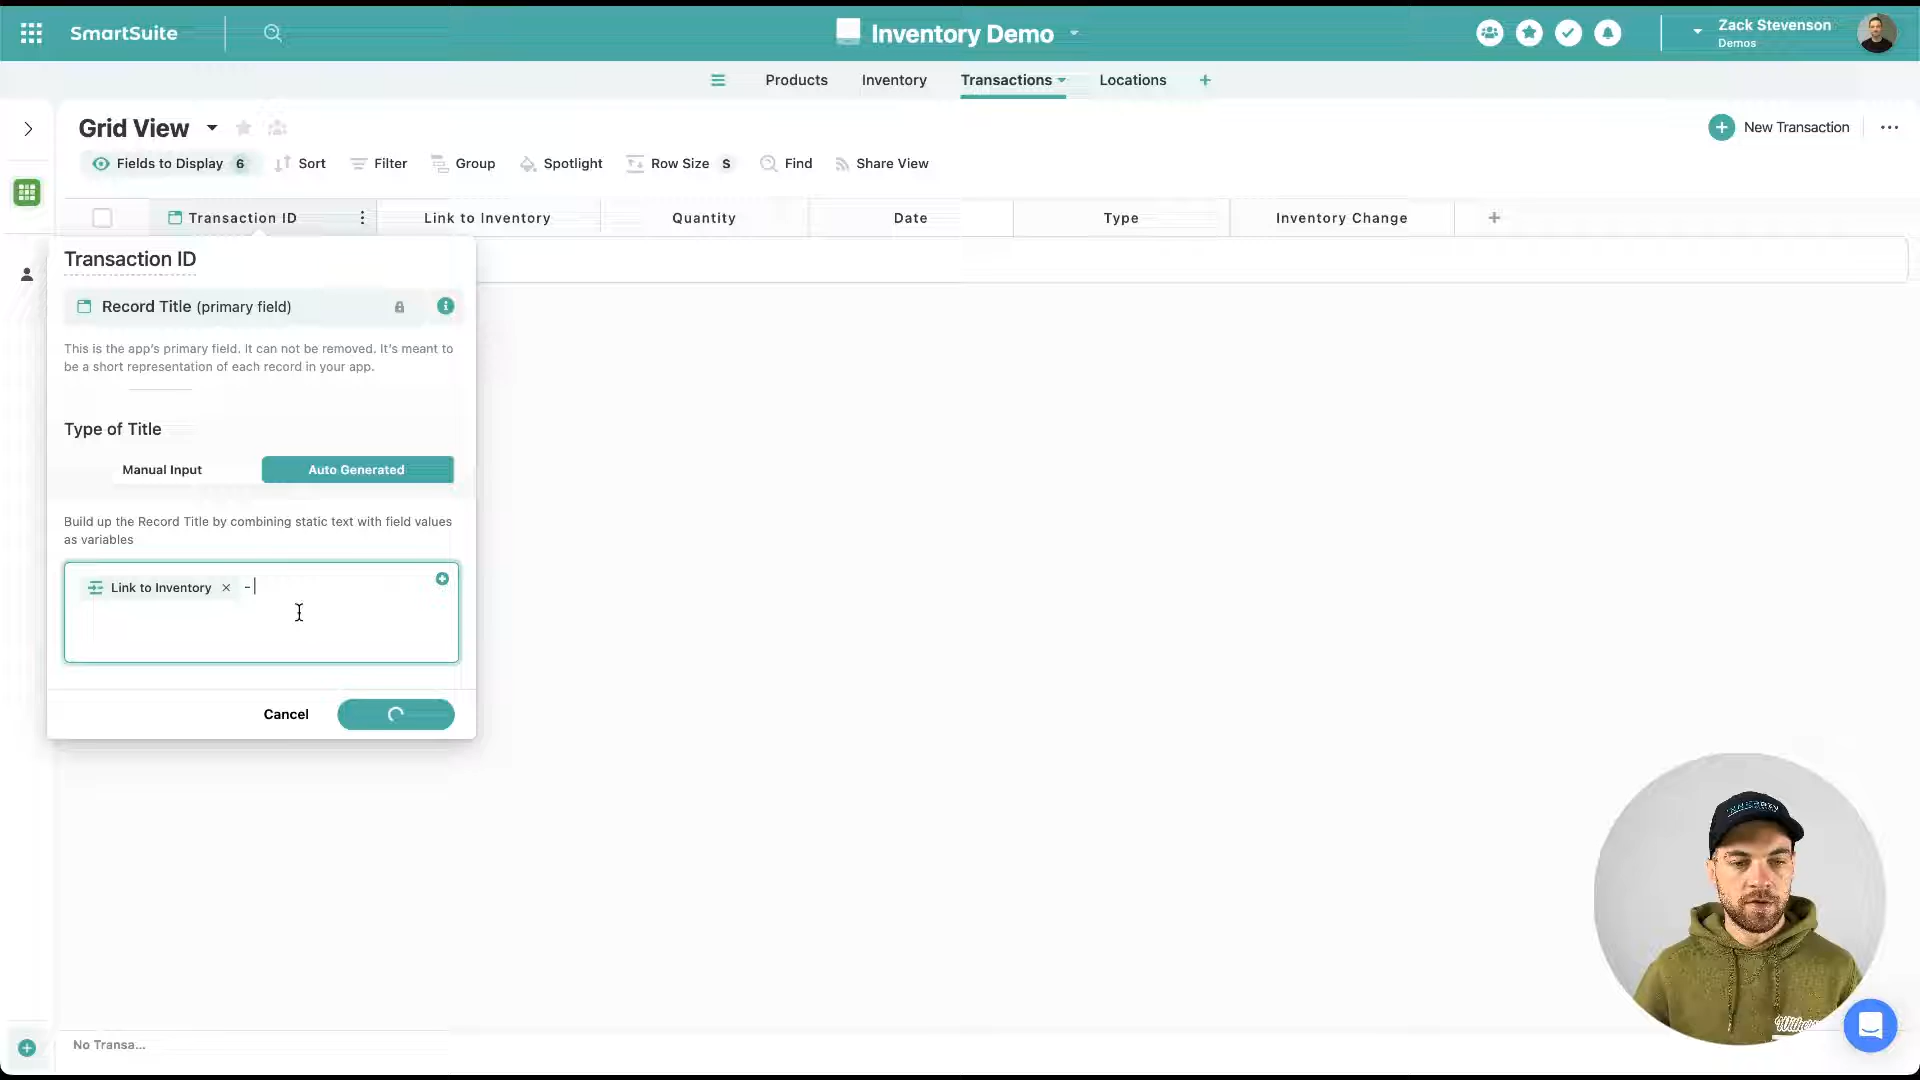 SmartSuite
Inventory Demo
Zack Stevenson
Demos
Products
Inventory
Transactions
Locations
Grid View
New Transaction
Fields to Display 6
Sort
Filter
Group
Spotlight
Row Size S
Find
Share View
Transaction ID
Link to Inventory
Quantity
Date
Type
Inventory Change
Transaction ID
Record Title (primary field)
This is the app's primary field. It can not be removed. It's meant to
be a short representation of each record in your app.
Type of Title
Manual Input
Auto Generated
Build up the Record Title by combining static text with field values
as variables
Link to Inventory × -
Cancel
No Transa...